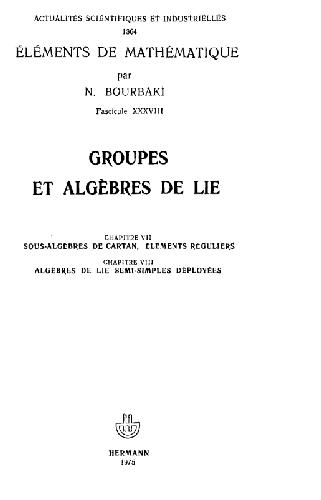 ACTUALITÉS SCIENTIFIQUES ET INDUSTRIELLES
1364
ÉLÉMENTS DE MATHÉMATIQUE
par
N. BOURBAKI
Fascicule XXXVIII
GROUPES
ET ALGÈBRES DE LIE
CHAPITRE VII
SOUS-ALGÈBRES DE CARTAN, ÉLÉMENTS RÉGULIERS
CHAPITRE VIII
ALGÈBRES DE LIE SEMI-SIMPLES DÉPLOYÉES
HERMANN
1975